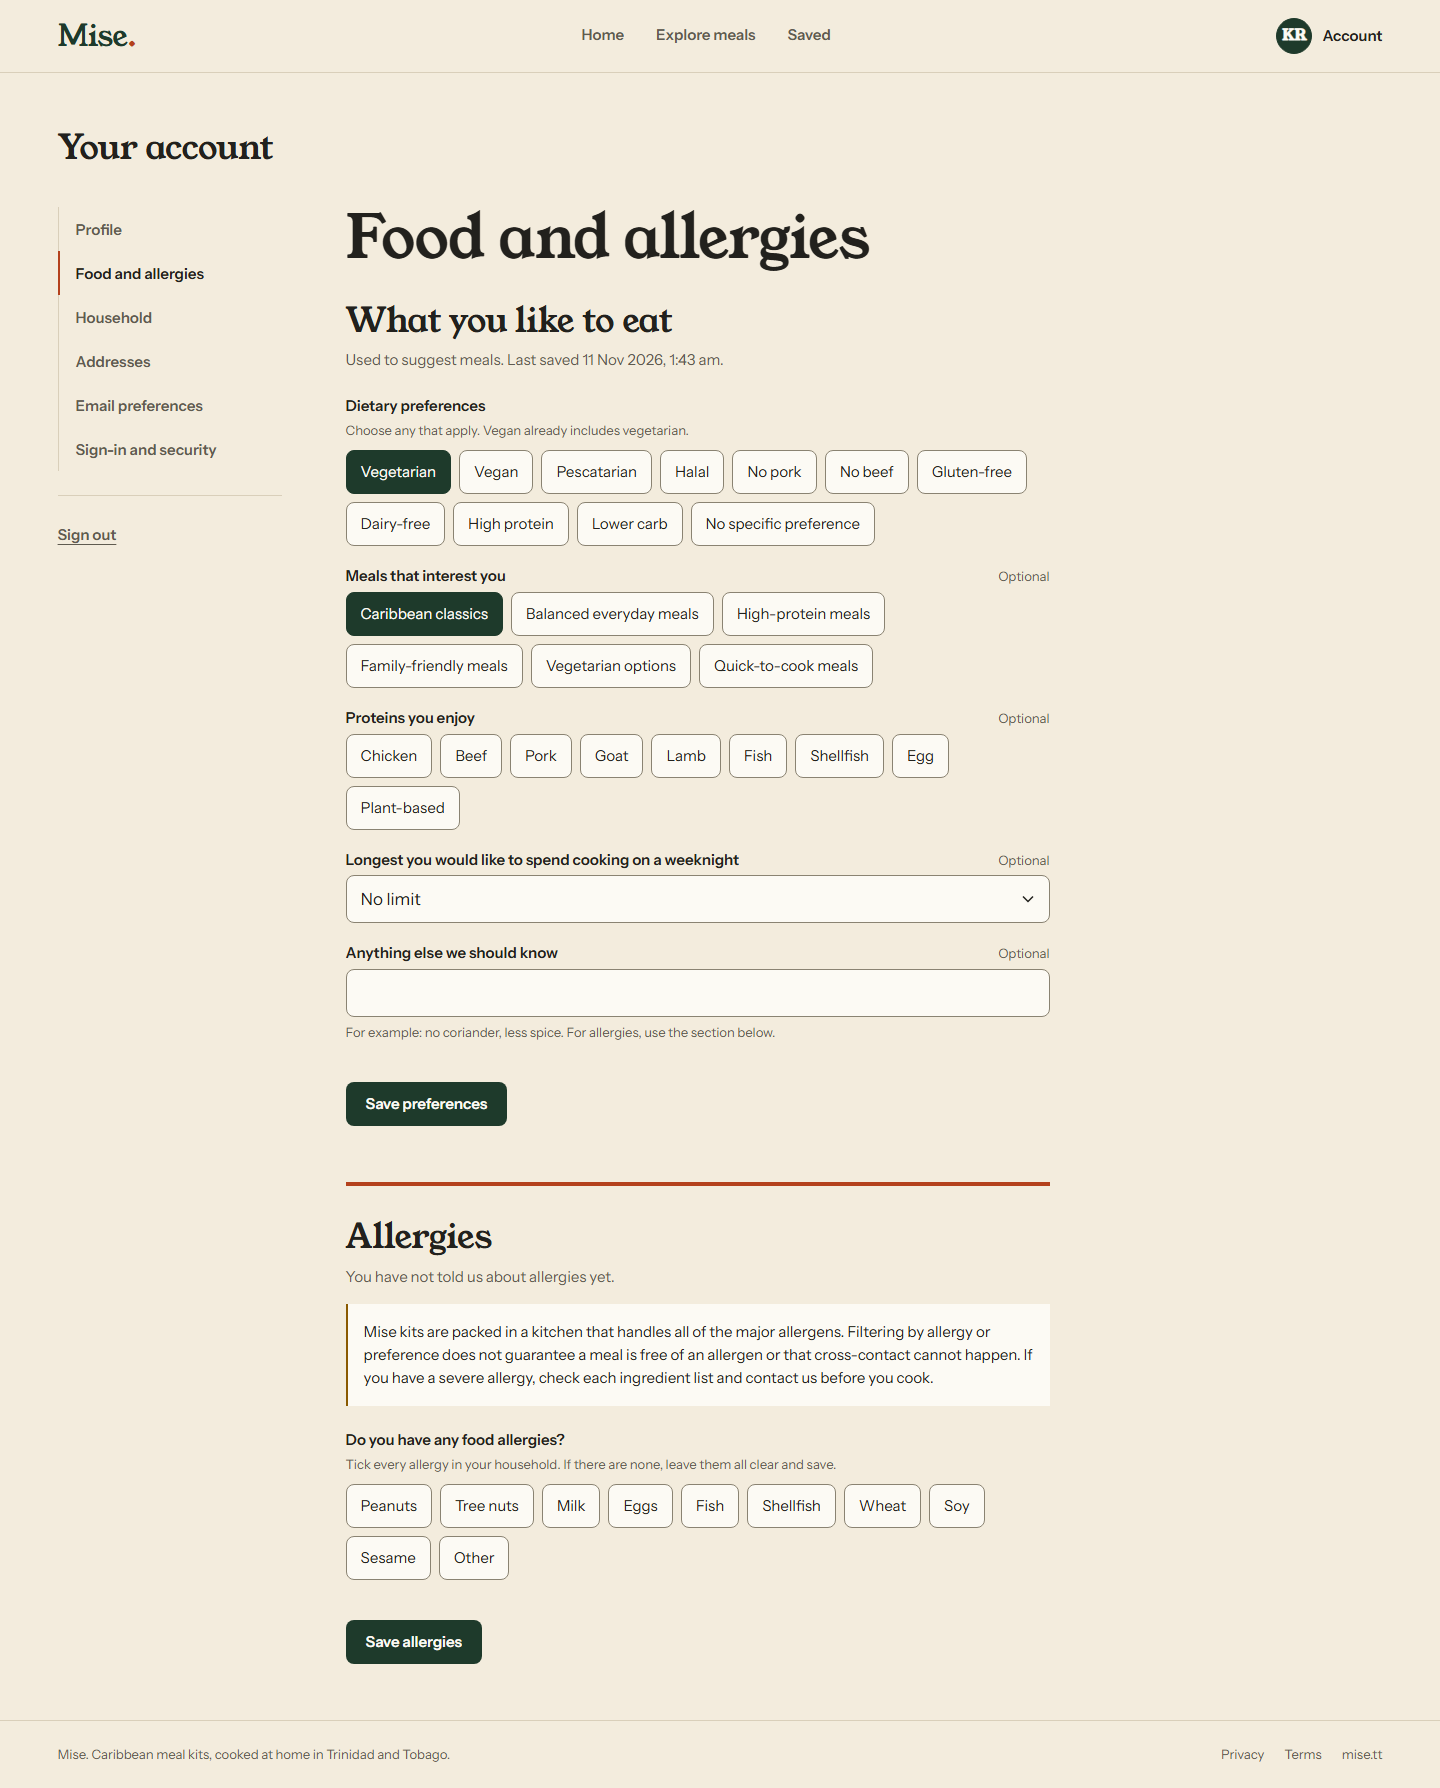 Mise.
Home Explore meals Saved
KR Account
Your account
Profile
Food and allergies
Household
Addresses
Email preferences
Sign-in and security
Sign out
Food and allergies
What you like to eat
Used to suggest meals. Last saved 11 Nov 2026, 1:43 am.
Dietary preferences
Choose any that apply. Vegan already includes vegetarian.
Vegetarian Vegan Pescatarian Halal No pork No beef Gluten-free
Dairy-free High protein Lower carb No specific preference
Meals that interest you Optional
Caribbean classics Balanced everyday meals High-protein meals
Family-friendly meals Vegetarian options Quick-to-cook meals
Proteins you enjoy Optional
Chicken Beef Pork Goat Lamb Fish Shellfish Egg
Plant-based
Longest you would like to spend cooking on a weeknight Optional
No limit
Anything else we should know Optional
For example: no coriander, less spice. For allergies, use the section below.
Save preferences
Allergies
You have not told us about allergies yet.
Mise kits are packed in a kitchen that handles all of the major allergens. Filtering by allergy or
preference does not guarantee a meal is free of an allergen or that cross-contact cannot happen. If
you have a severe allergy, check each ingredient list and contact us before you cook.
Do you have any food allergies?
Tick every allergy in your household. If there are none, leave them all clear and save.
Peanuts Tree nuts Milk Eggs Fish Shellfish Wheat Soy
Sesame Other
Save allergies
Mise. Caribbean meal kits, cooked at home in Trinidad and Tobago.
Privacy Terms mise.tt